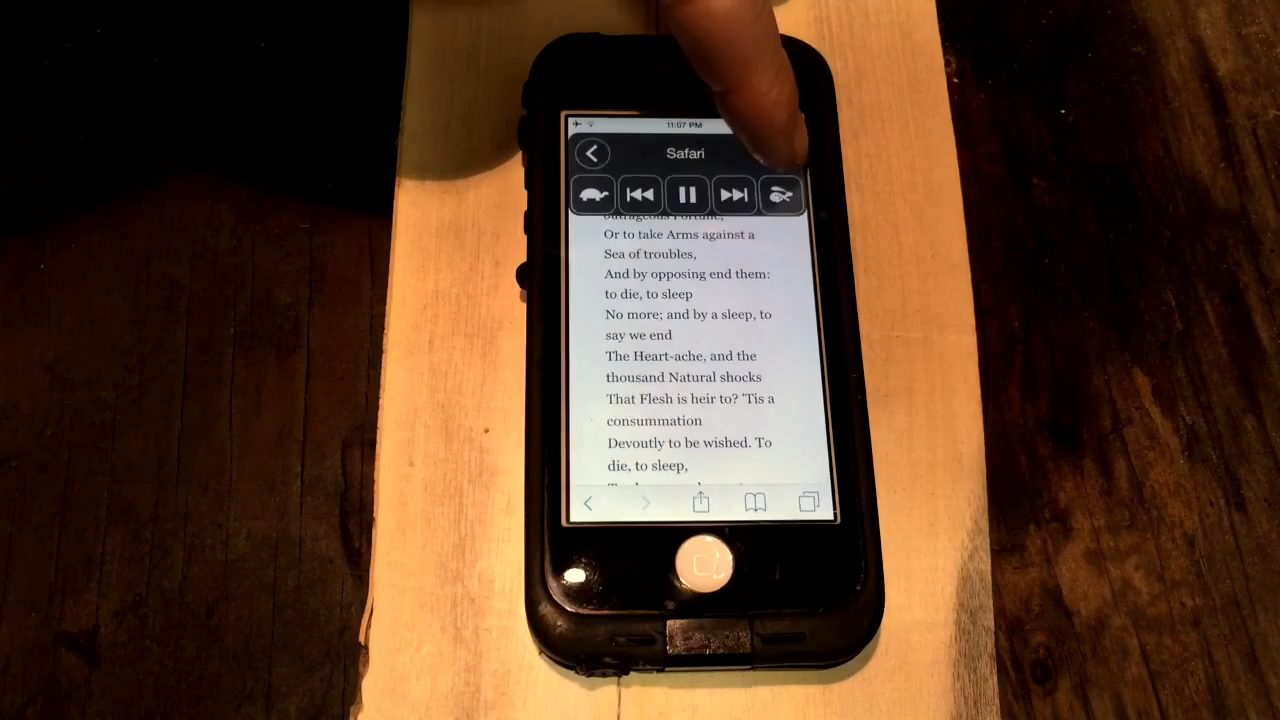 11:07 PM
Safari
outrageous Fortune,
Or to take Arms against a
Sea of troubles,
And by opposing end them:
to die, to sleep
No more; and by a sleep, to
say we end
The Heart-ache, and the
thousand Natural shocks
That Flesh is heir to? 'Tis a
consummation
Devoutly to be wished. To
die, to sleep,